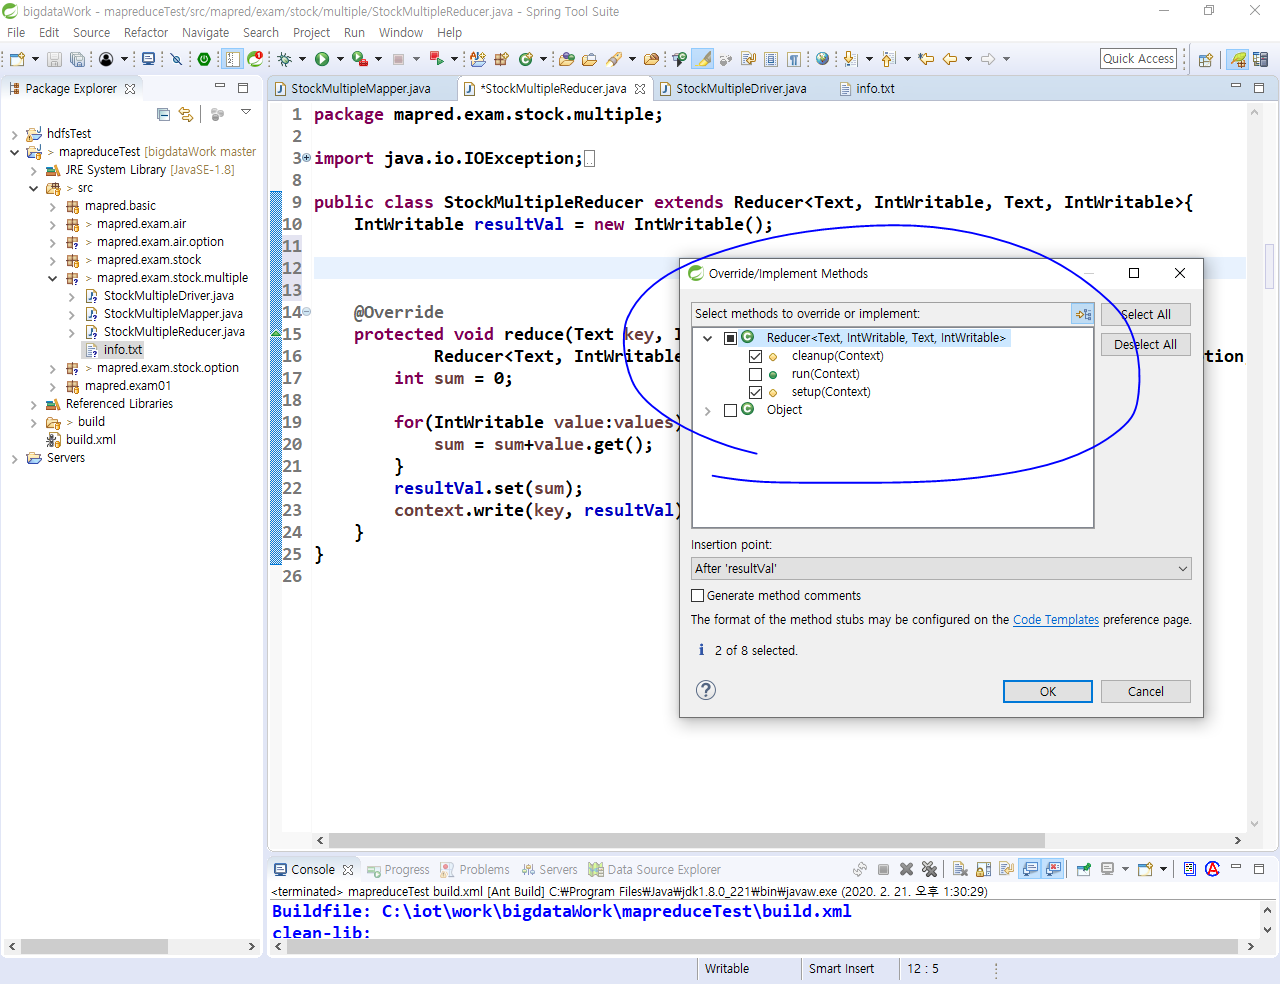 bigdataWork - mapreduceTest/src/mapred/exam/stock/multiple/StockMultipleReducer.java - Spring Tool Suite
File Edit Source Refactor Navigate Search Project Run Window Help
Quick Access
Package Explorer
StockMultipleMapper.java
*StockMultipleReducer.java
StockMultipleDriver.java
info.txt
hdfsTest
> mapreduceTest [bigdataWork master
JRE System Library [JavaSE-1.8]
> src
mapred.basic
> mapred.exam.air
> mapred.exam.air.option
> mapred.exam.stock
> mapred.exam.stock.multiple
StockMultipleDriver.java
StockMultipleMapper.java
StockMultipleReducer.java
info.txt
> mapred.exam.stock.option
mapred.exam01
Referenced Libraries
> build
build.xml
Servers
1 package mapred.exam.stock.multiple;
2
3 import java.io.IOException;
8
9 public class StockMultipleReducer extends Reducer<Text, IntWritable, Text, IntWritable>{
10 IntWritable resultVal = new IntWritable();
11
12
13
14 @Override
15 protected void reduce(Text key, I
16 Reducer<Text, IntWritable tion
17 int sum = 0;
18
19 for(IntWritable value:values)
20 sum = sum+value.get();
21 }
22 resultVal.set(sum);
23 context.write(key, resultVal)
24 }
25 }
26
Override/Implement Methods
Select methods to override or implement:
Select All
Deselect All
Reducer<Text, IntWritable, Text, IntWritable>
cleanup(Context)
run(Context)
setup(Context)
Object
Insertion point:
After 'resultVal'
Generate method comments
The format of the method stubs may be configured on the Code Templates preference page.
2 of 8 selected.
OK
Cancel
Console Progress Problems Servers Data Source Explorer
<terminated> mapreduceTest build.xml [Ant Build] C:₩Program Files₩Java₩jdk1.8.0_221₩bin₩javaw.exe (2020. 2. 21. 오후 1:30:29)
Buildfile: C:\iot\work\bigdataWork\mapreduceTest\build.xml
clean-lib:
Writable
Smart Insert
12 : 5